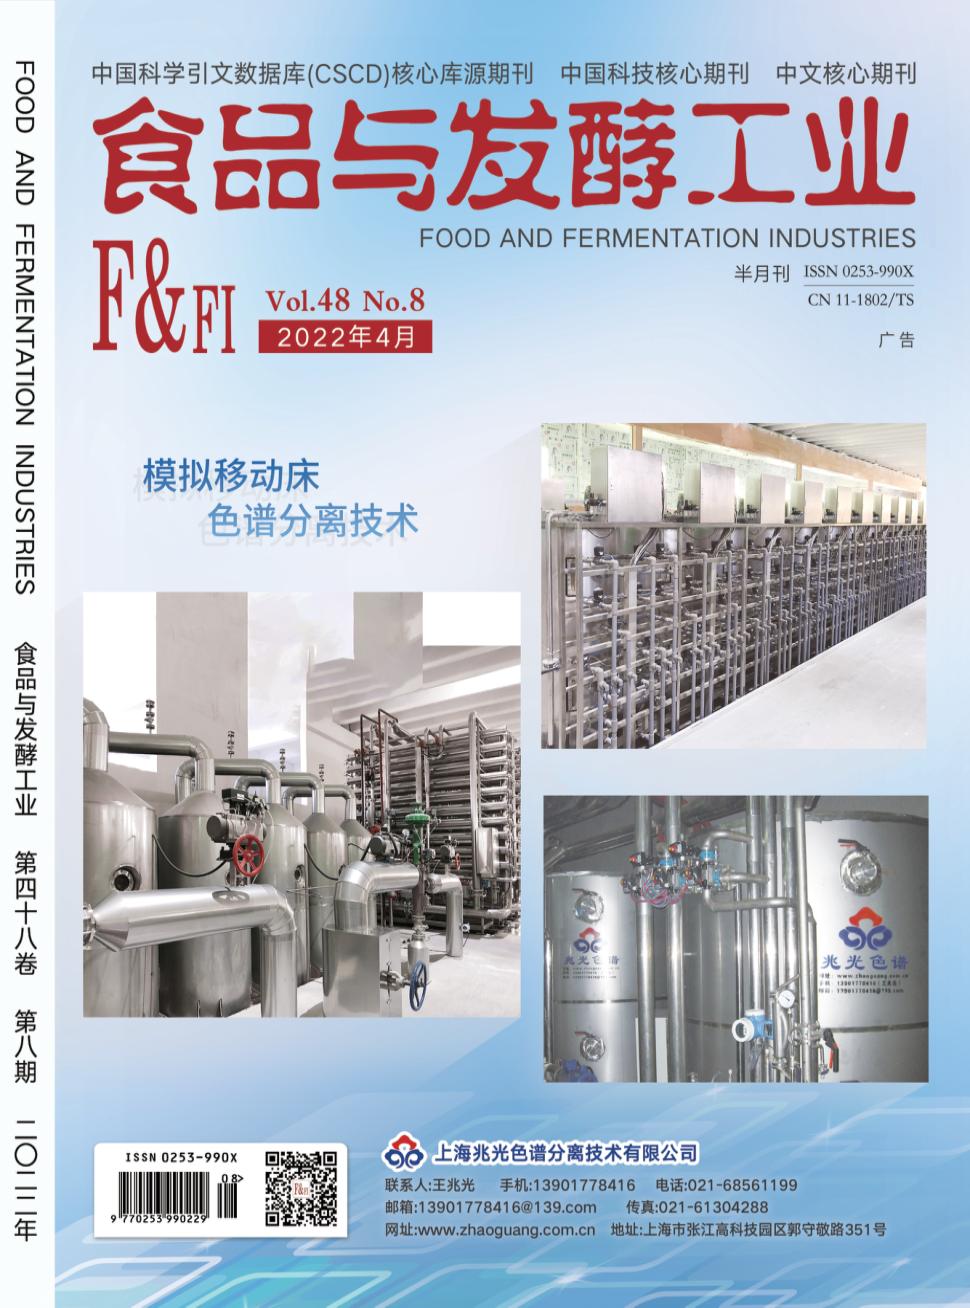 中国科学引文数据库(CSCD)核心库源期刊 中国科技核心期刊 中文核心期刊
食品与发酵工业
FOOD AND FERMENTATION INDUSTRIES
半月刊
ISSN 0253-990X
CN 11-1802/TS
F&FI
Vol.48 No.8
2022年4月
广告
模拟移动床
色谱分离技术
兆光色谱
兆光色谱
ISSN 0253-990X
08>
9 770253 990229
F&FI
上海兆光色谱分离技术有限公司
联系人:王兆光 手机:13901778416 电话:021-68561199
邮箱:13901778416@139.com 传真:021-61304288
网址:www.zhaoguang.com.cn 地址:上海市张江高科技园区郭守敬路351号
FOOD AND FERMENTATION INDUSTRIES 食品与发酵工业 第四十八卷 第八期 二〇二二年